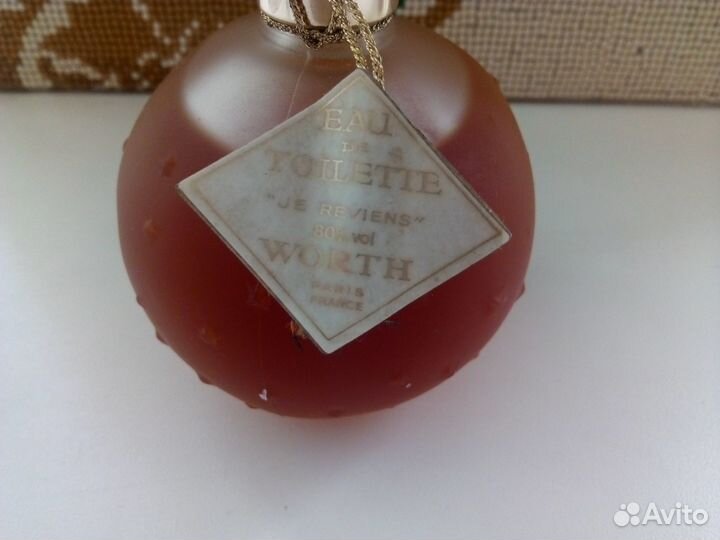 EAU
DE
TOILETTE
"JE REVIENS"
80% vol
WORTH
PARIS
FRANCE
Avito